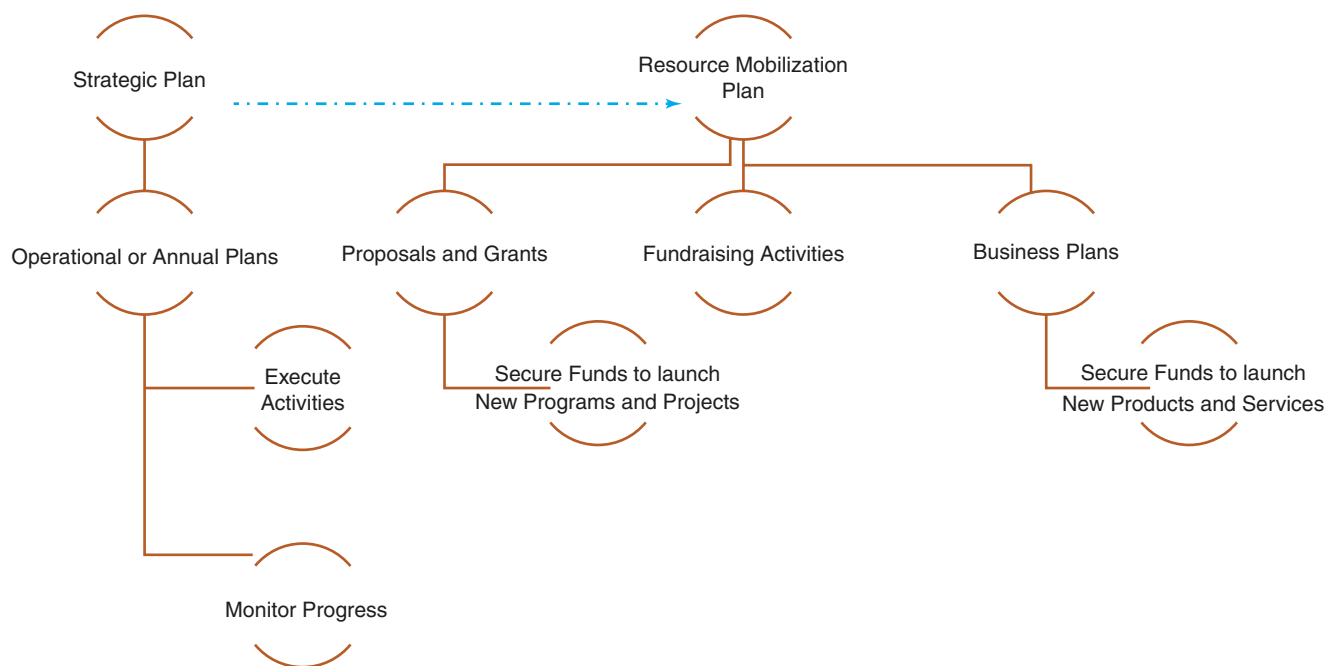 Strategic Plan
Resource Mobilization
Plan
Operational or Annual Plans
Proposals and Grants
Fundraising Activities
Business Plans
Execute
Activities
Secure Funds to launch
New Programs and Projects
Secure Funds to launch
New Products and Services
Monitor Progress